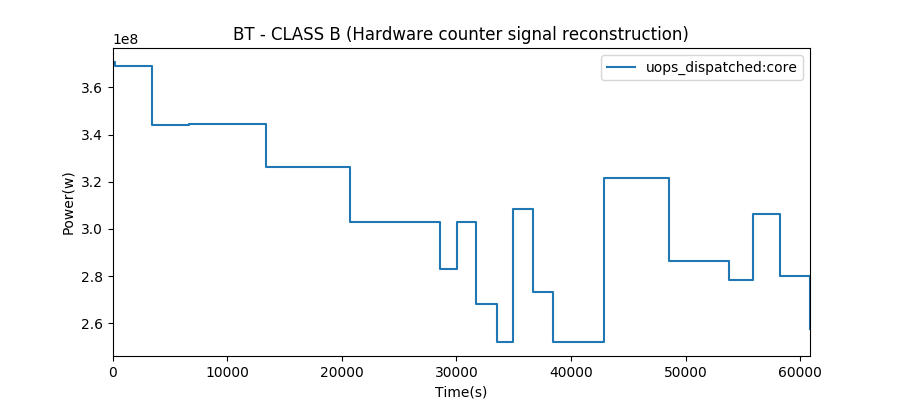 BT - CLASS B (Hardware counter signal reconstruction)
1e8
uops_dispatched:core
3.6
3.4
3.2
3.0
2.8
2.6
Power(w)
0 10000 20000 30000 40000 50000 60000
Time(s)